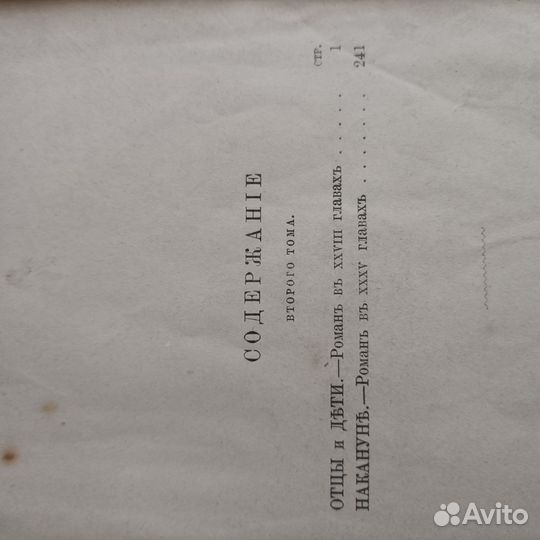 СОДЕРЖАНІЕ
ВТОРОГО ТОМА.
СТР.
ОТЦЫ и ДѢТИ.—Романъ въ XXVIII главахъ . . . . . 1
НАКАНУНѢ.—Романъ въ XXXV главахъ . . . . . . . . 241
Avito